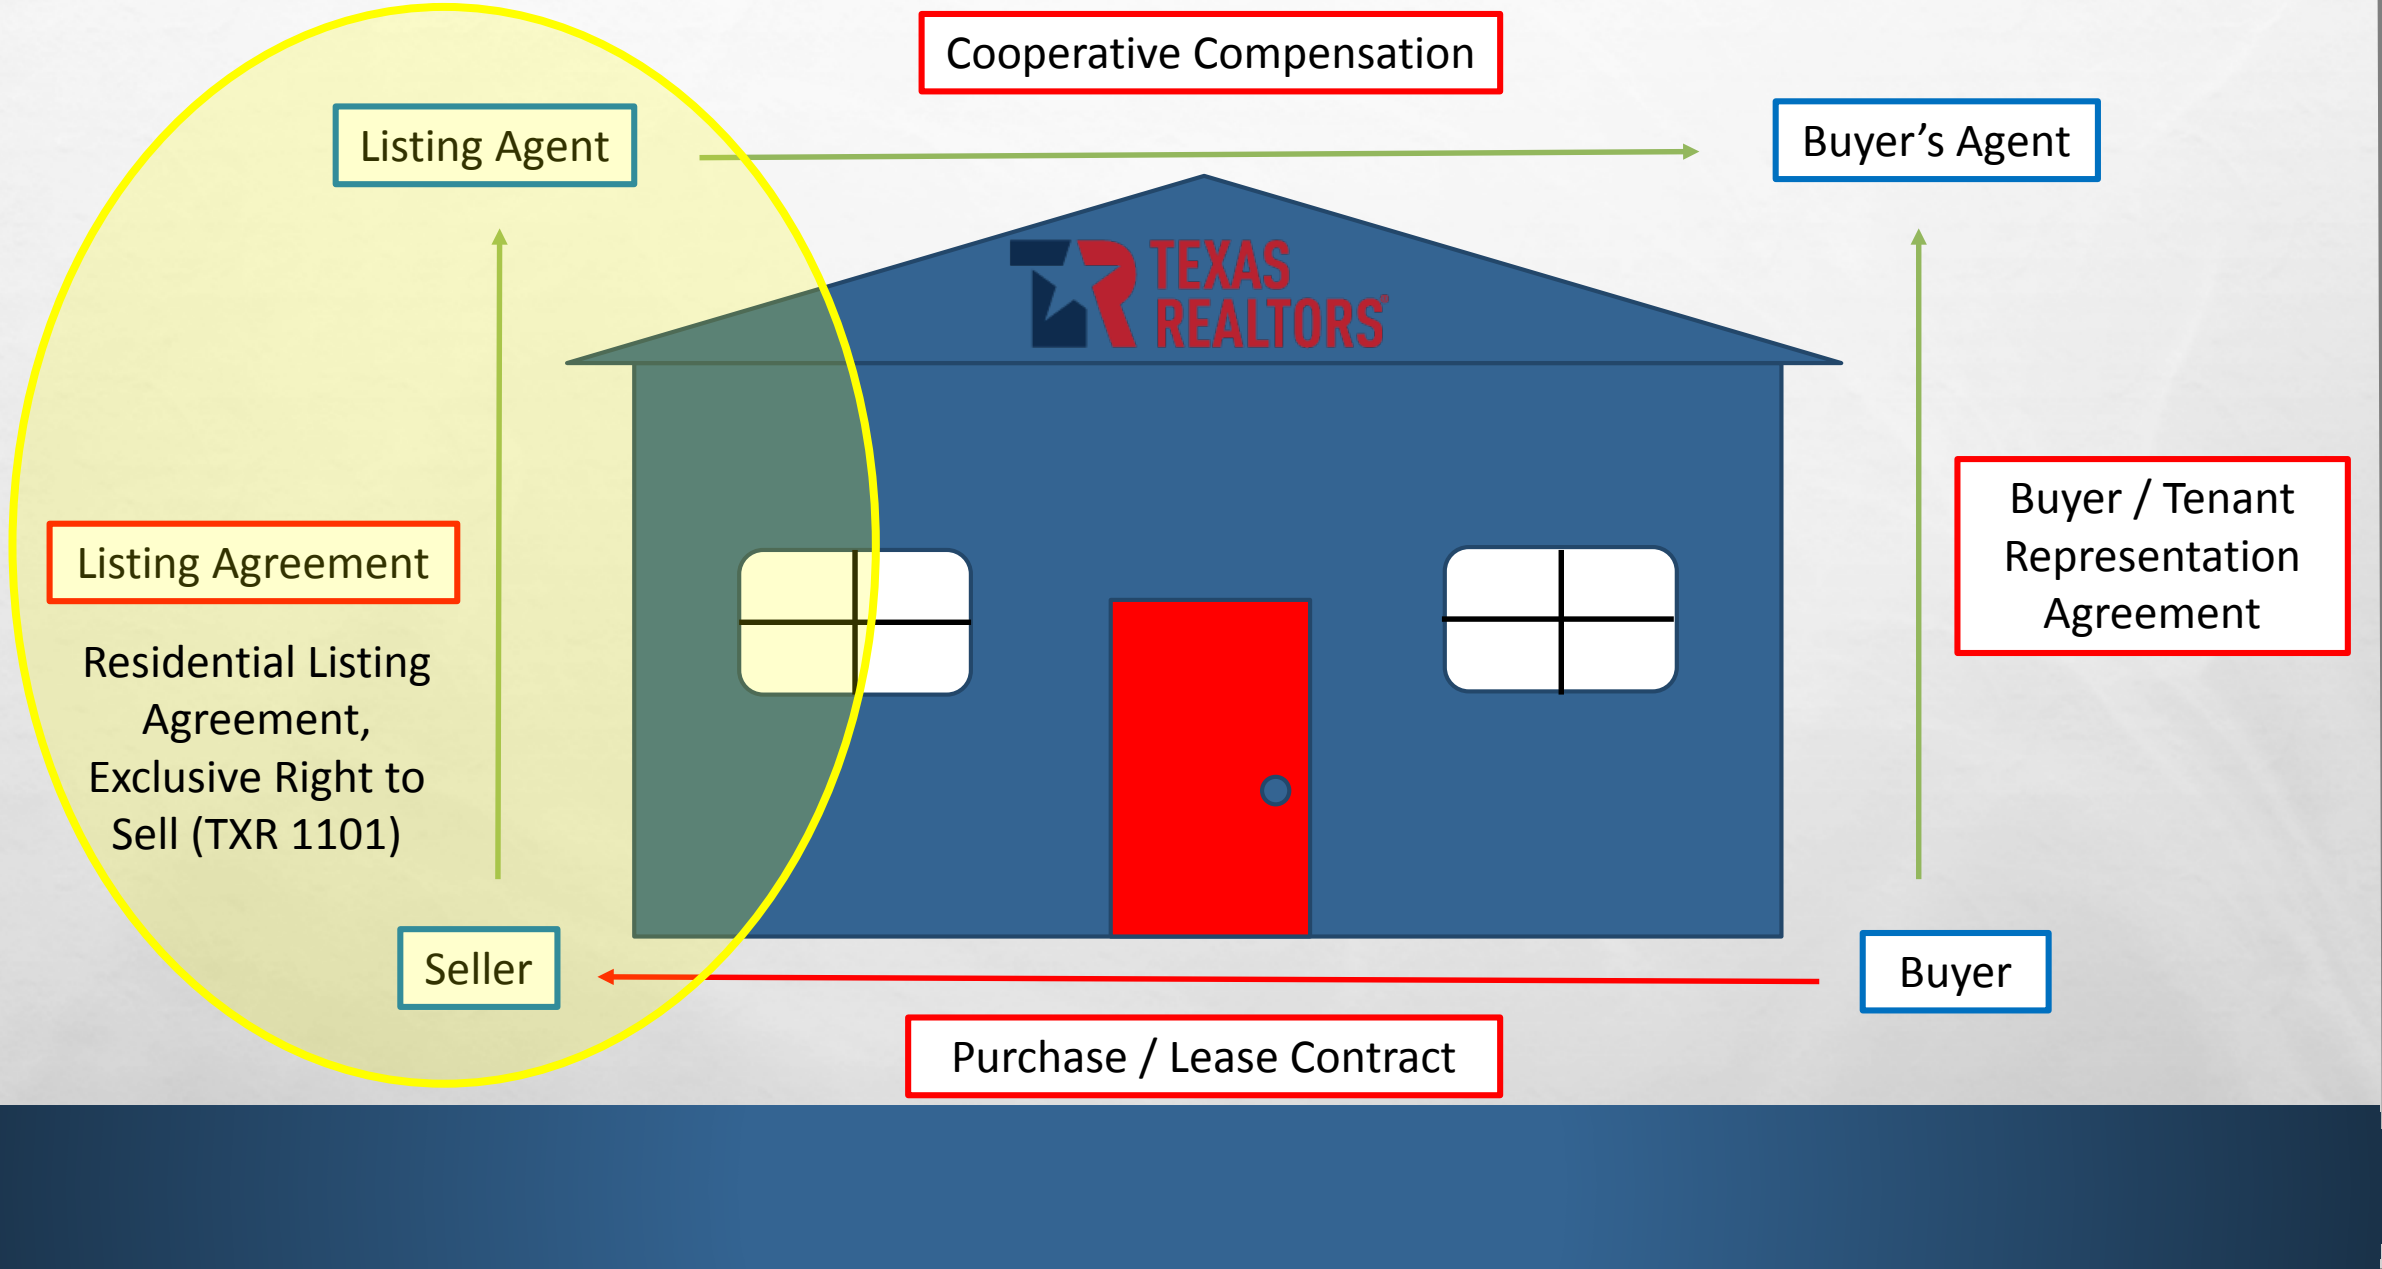 Cooperative Compensation
Listing Agent
Buyer’s Agent
TEXAS
REALTORS®
Listing Agreement
Residential Listing
Agreement,
Exclusive Right to
Sell (TXR 1101)
Buyer / Tenant
Representation
Agreement
Seller
Buyer
Purchase / Lease Contract